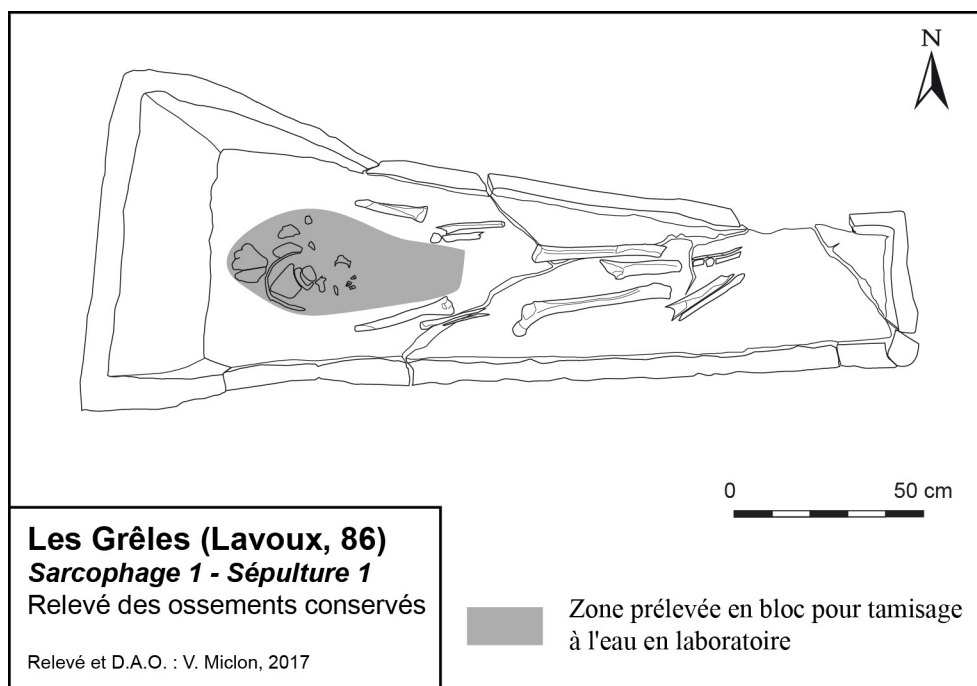 N
0 50 cm
Les Grêles (Lavoux, 86)
Sarcophage 1 - Sépulture 1
Relevé des ossements conservés
Relevé et D.A.O. : V. Miclon, 2017
Zone prélevée en bloc pour tamisage
à l'eau en laboratoire